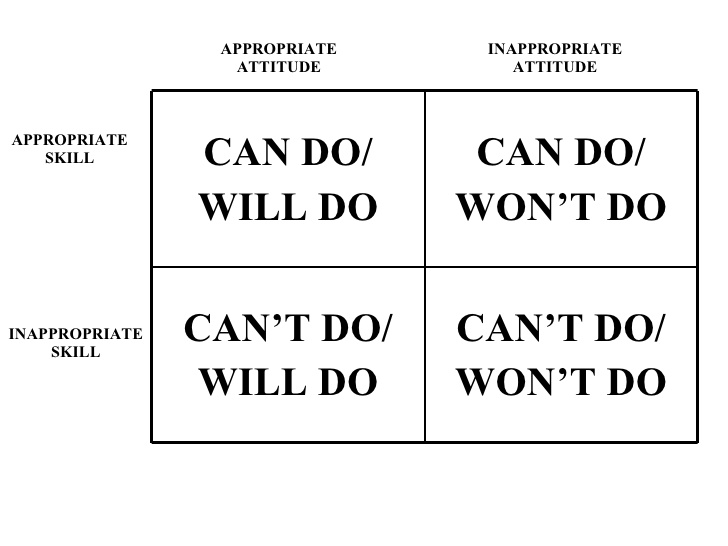 APPROPRIATE
ATTITUDE
INAPPROPRIATE
ATTITUDE
APPROPRIATE
SKILL
CAN DO/
WILL DO
CAN DO/
WON’T DO
INAPPROPRIATE
SKILL
CAN’T DO/
WILL DO
CAN’T DO/
WON’T DO